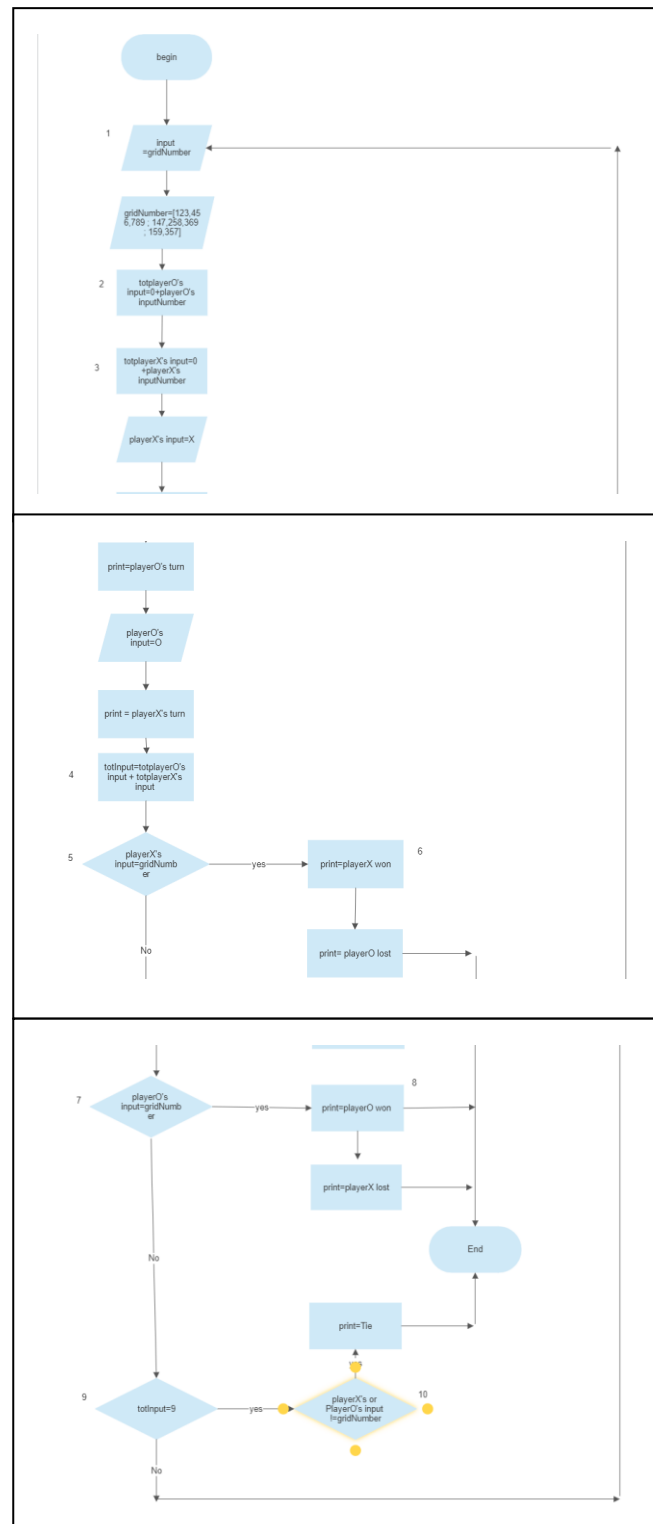 begin
1
input
=gridNumber
gridNumber=[123,45
6,789 ; 147,258,369
; 159,357]
2
totplayerO's
input=0+playerO's
inputNumber
3
totplayerX's input=0
+playerX's
inputNumber
playerX's input=X
print=playerO's turn
playerO's
input=O
print = playerX's turn
4
totInput=totplayerO's
input + totplayerX's
input
5
playerX's
input=gridNumb
er
yes
print=playerX won
6
No
print= playerO lost
7
playerO's
input=gridNumb
er
yes
print=playerO won
8
print=playerX lost
No
End
print=Tie
yes
9
totInput=9
yes
playerX's or
PlayerO's input
!=gridNumber
10
No